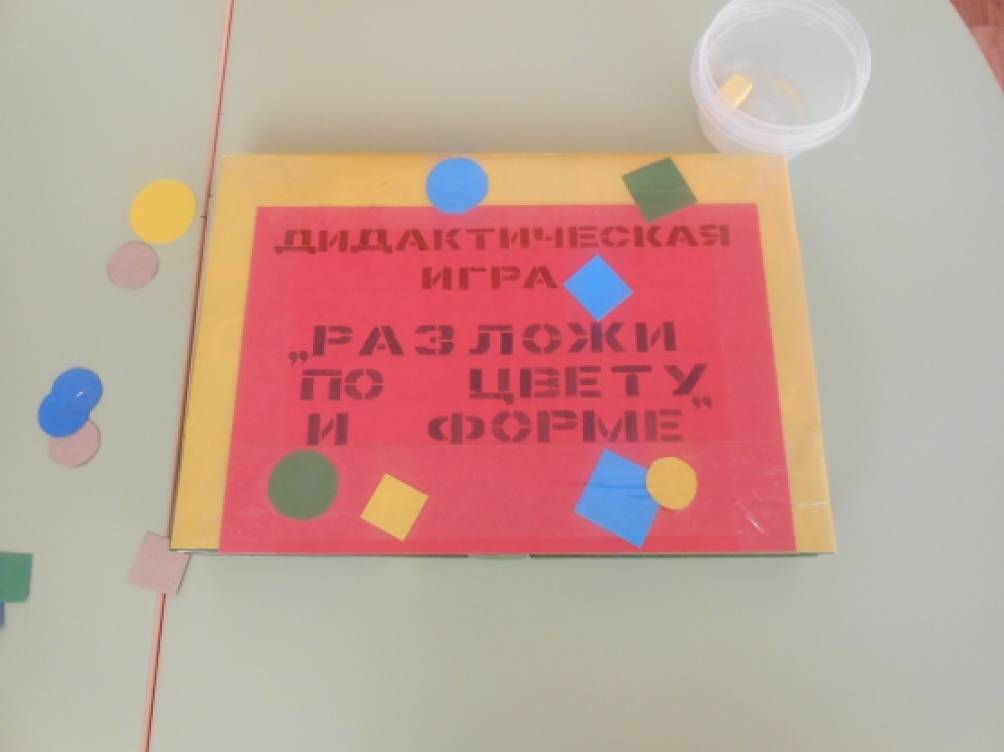 ДИДАКТИЧЕСКАЯ
ИГРА
„РАЗЛОЖИ
ПО ЦВЕТУ
И ФОРМЕ“